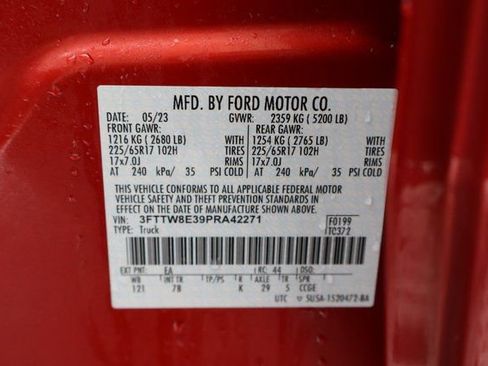 MFD. BY FORD MOTOR CO.
DATE: 05/23 GVWR: 2359 KG ( 5200 LB)
FRONT GAWR: REAR GAWR:
1216 KG ( 2680 LB) WITH 1254 KG ( 2765 LB) WITH
225/65R17 102H TIRES 225/65R17 102H TIRES
17x7.0J RIMS 17x7.0J RIMS
AT 240 kPa/ 35 PSI COLD AT 240 kPa/ 35 PSI COLD
THIS VEHICLE CONFORMS TO ALL APPLICABLE FEDERAL MOTOR
VEHICLE SAFETY AND THEFT PREVENTION STANDARDS IN
EFFECT ON THE DATE OF MANUFACTURE SHOWN ABOVE.
VIN: 3FTTW8E39PRA42271 F0199
TYPE: Truck TC372
EXT PNT: EA RC: 44 DSO:
WB INT TR TP/PS R AXLE TR SPR
121 7B K 29 5 CCGE
UTC SU5A-1520472-BA